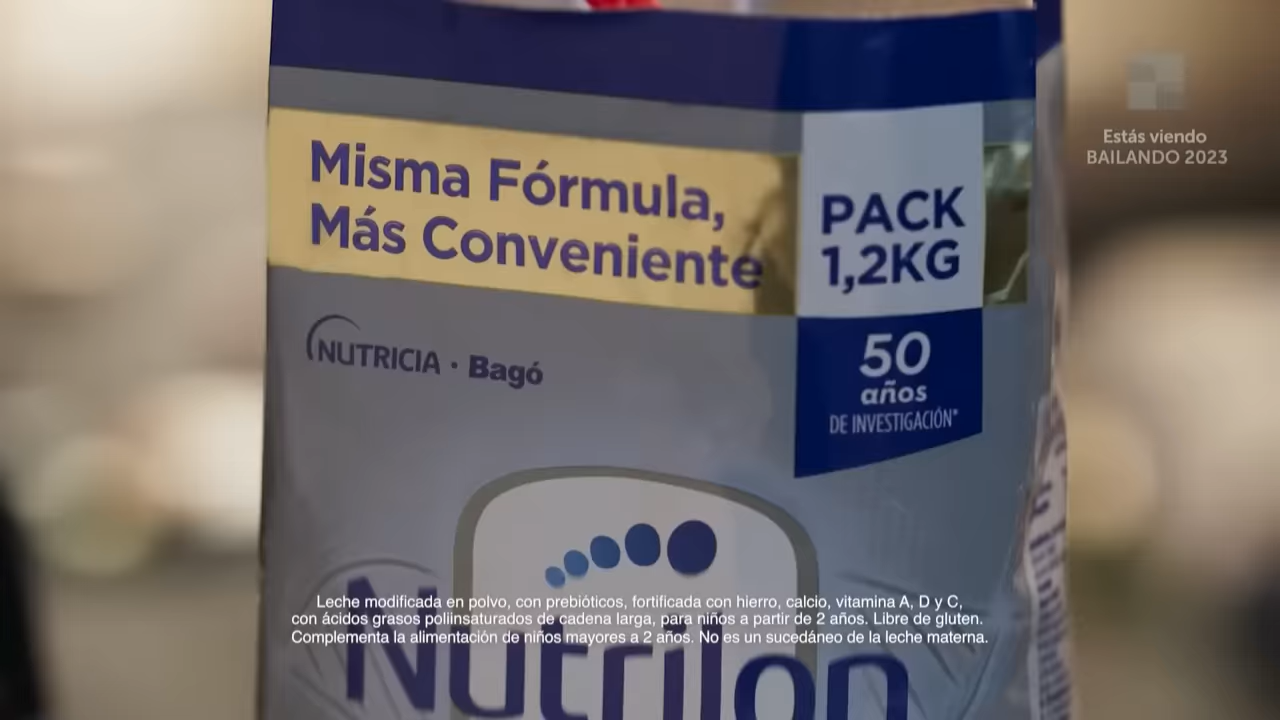 Misma Fórmula,
Más Conveniente
PACK
1,2KG
50
años
DE INVESTIGACIÓN*
NUTRICIA · Bagó
Nutrilon
Estás viendo
BAILANDO 2023
Leche modificada en polvo, con prebióticos, fortificada con hierro, calcio, vitamina A, D y C,
con ácidos grasos poliinsaturados de cadena larga, para niños a partir de 2 años. Libre de gluten.
Complementa la alimentación de niños mayores a 2 años. No es un sucedáneo de la leche materna.